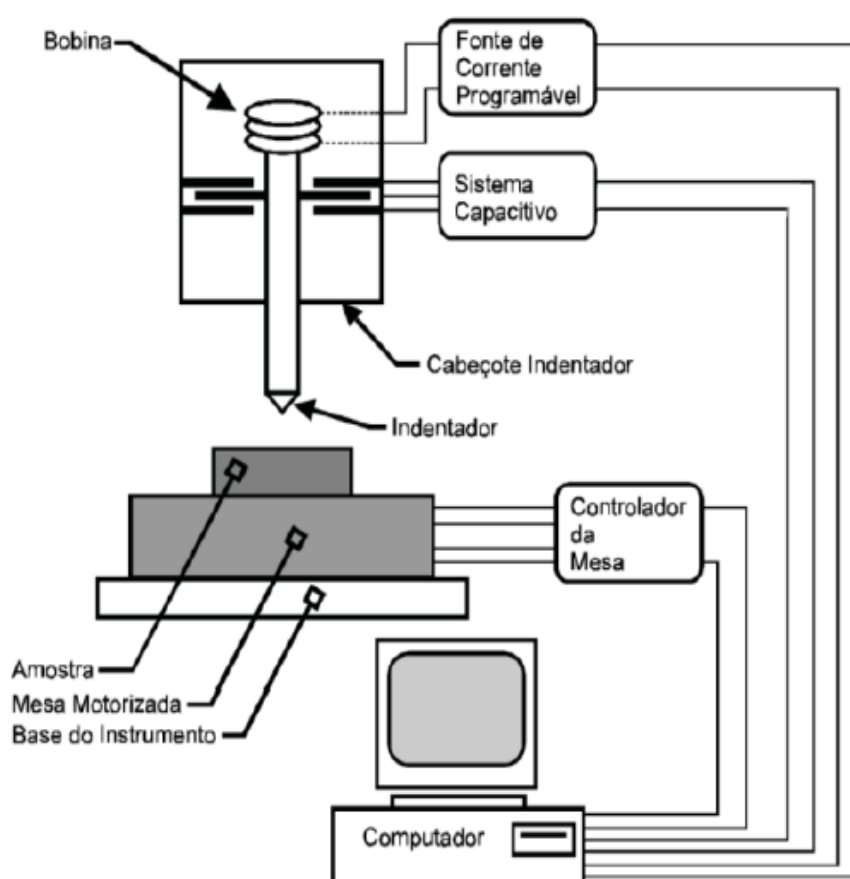 Bobina
Fonte de
Corrente
Programável
Sistema
Capacitivo
Cabeçote Indentador
Indentador
Controlador
da
Mesa
Amostra
Mesa Motorizada
Base do Instrumento
Computador